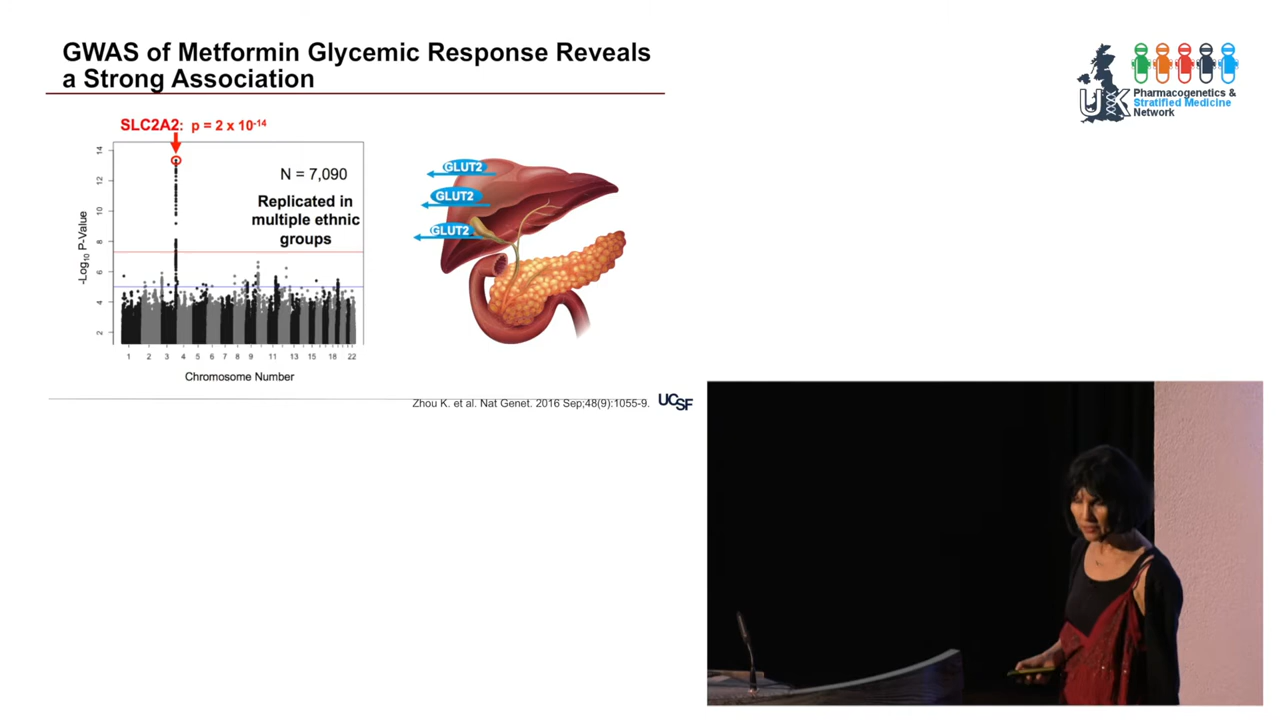 GWAS of Metformin Glycemic Response Reveals
a Strong Association
SLC2A2: p = 2 x 10-14
14
12
10
8
6
4
2
-Log10 P-Value
N = 7,090
Replicated in
multiple ethnic
groups
1 2 3 4 5 6 7 8 9 11 13 15 18 22
Chromosome Number
GLUT2
GLUT2
GLUT2
Zhou K. et al. Nat Genet. 2016 Sep;48(9):1055-9.
UCSF
UK
Pharmacogenetics &
Stratified Medicine
Network